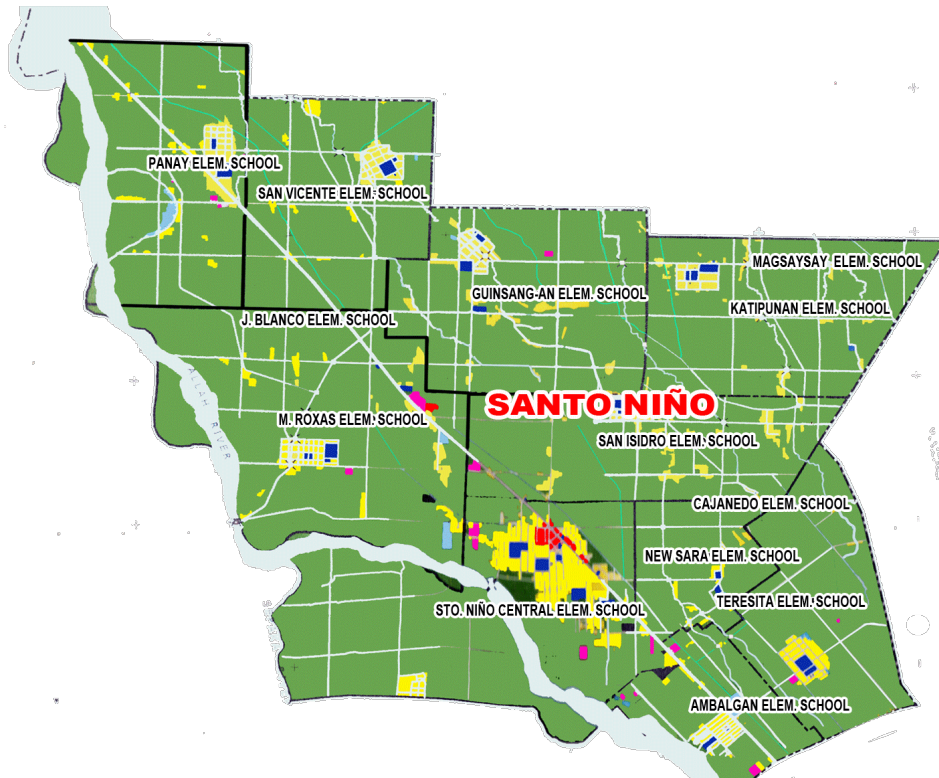 PANAY ELEM. SCHOOL
SAN VICENTE ELEM. SCHOOL
MAGSAYSAY ELEM. SCHOOL
GUINSANG-AN ELEM. SCHOOL
KATIPUNAN ELEM. SCHOOL
J. BLANCO ELEM. SCHOOL
ALLAH RIVER
SANTO NIÑO
M. ROXAS ELEM. SCHOOL
SAN ISIDRO ELEM. SCHOOL
CAJANEDO ELEM. SCHOOL
NEW SARA ELEM. SCHOOL
TERESITA ELEM. SCHOOL
STO. NIÑO CENTRAL ELEM. SCHOOL
AMBALGAN ELEM. SCHOOL